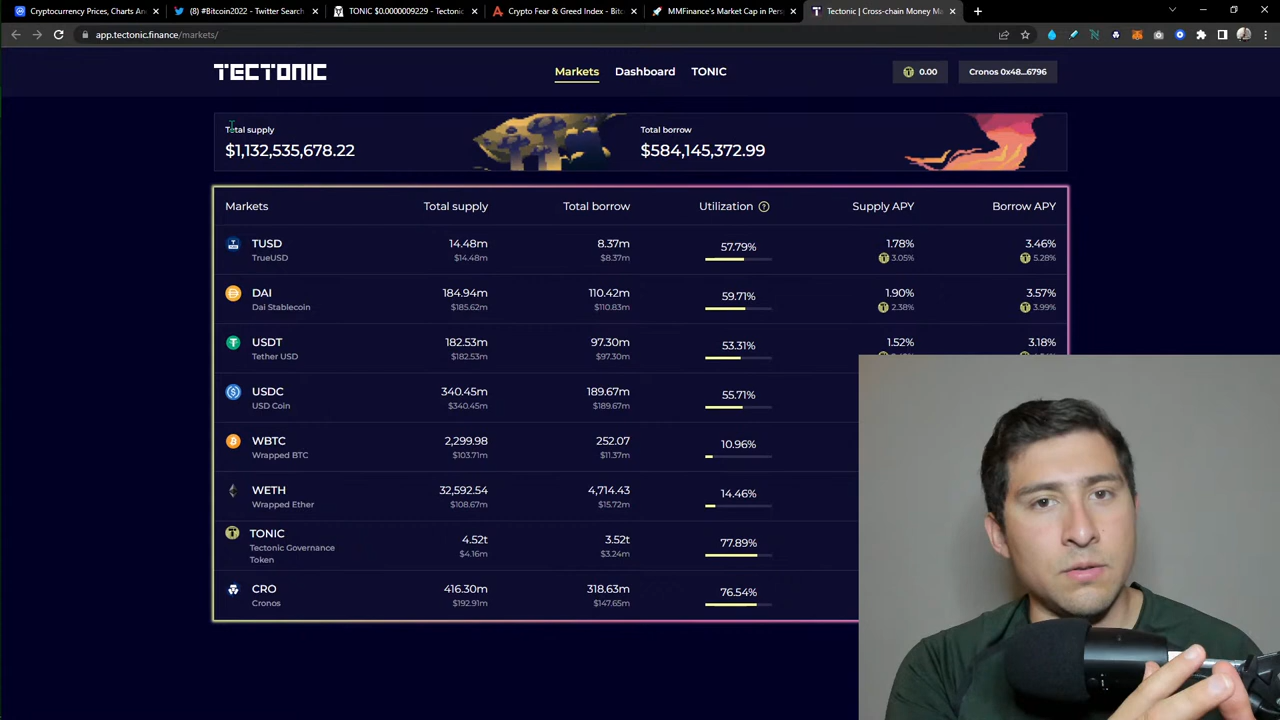 Cryptocurrency Prices, Charts An
(3) #Bitcoin2022 - Twitter Search
TONIC $0.0000009229 - Tectonic
Crypto Fear & Greed Index - Bitco
MMFinance's Market Cap in Pers
Tectonic | Cross-chain Money Ma
app.tectonic.finance/markets/
TECTONIC
Markets
Dashboard
TONIC
0.00
Cronos 0x48...6796
Total supply
$1,132,535,678.22
Total borrow
$584,145,372.99
Markets Total supply Total borrow Utilization Supply APY Borrow APY
TUSD 14.48m 8.37m 57.79% 1.78% 3.46%
TrueUSD $14.48m $8.37m 3.05% 5.28%
DAI 184.94m 110.42m 59.71% 1.90% 3.57%
Dai Stablecoin $185.62m $110.83m 2.38% 3.99%
USDT 182.53m 97.30m 53.31% 1.52% 3.18%
Tether USD $182.53m $97.30m
USDC 340.45m 189.67m 55.71%
USD Coin $340.45m $189.67m
WBTC 2,299.98 252.07 10.96%
Wrapped BTC $103.71m $11.37m
WETH 32,592.54 4,714.43 14.46%
Wrapped Ether $108.67m $15.72m
TONIC 4.52t 3.52t 77.89%
Tectonic Governance $4.16m $3.24m
Token
CRO 416.30m 318.63m 76.54%
Cronos $192.91m $147.65m